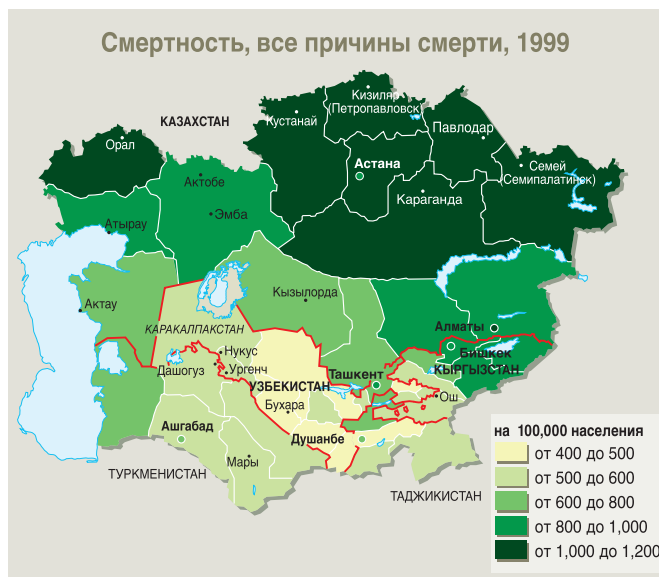 Смертность, все причины смерти, 1999
КАЗАХСТАН
Кизиляр
(Петропавловск)
Кустанай
Павлодар
Орал
Астана
Семей
(Семипалатинск)
Актобе
Караганда
Эмба
Атырау
Кызылорда
Актау
КАРАКАЛПАКСТАН
Алматы
Нукус
Бишкек
Дашогуз
Ургенч
Ташкент
КЫРГЫЗСТАН
УЗБЕКИСТАН
Ош
Бухара
Ашгабад
Душанбе
Мары
ТУРКМЕНИСТАН
ТАДЖИКИСТАН
на 100,000 населения
от 400 до 500
от 500 до 600
от 600 до 800
от 800 до 1,000
от 1,000 до 1,200